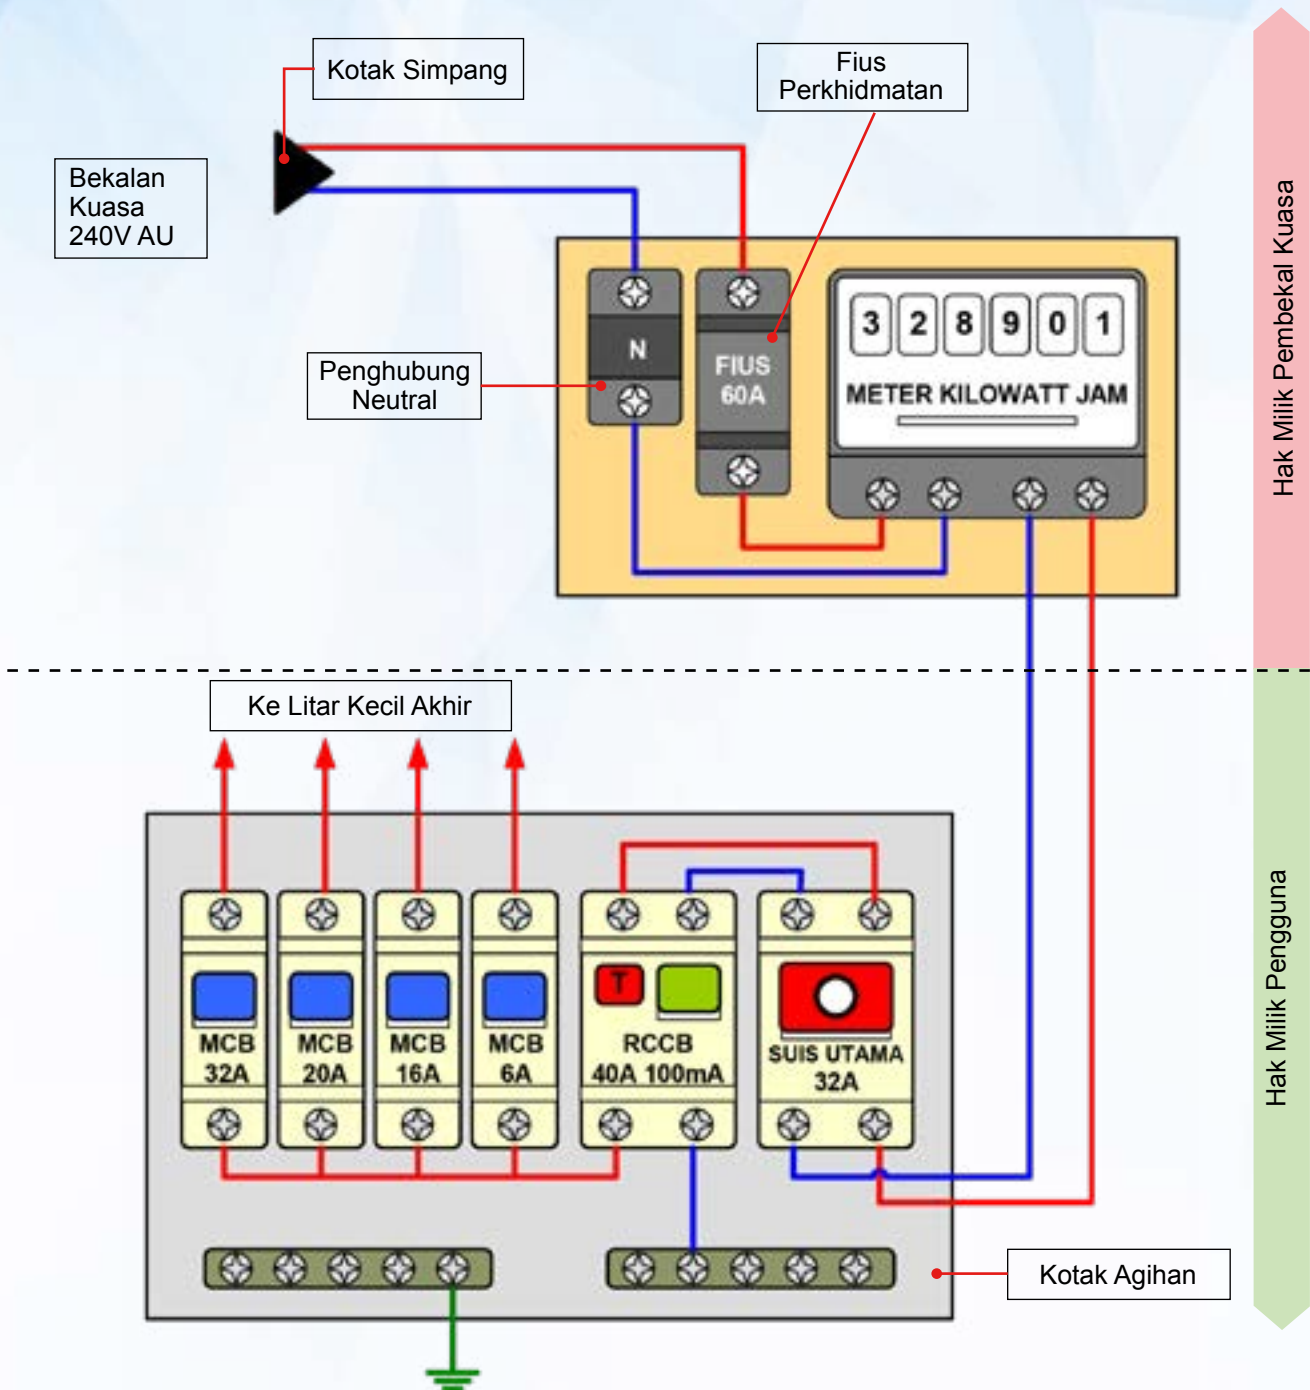 Kotak Simpang
Fius
Perkhidmatan
Bekalan
Kuasa
240V AU
Penghubung
Neutral
N
FIUS
60A
3 2 8 9 0 1
METER KILOWATT JAM
Hak Milik Pembekal Kuasa
Ke Litar Kecil Akhir
MCB
32A
MCB
20A
MCB
16A
MCB
6A
T
RCCB
40A 100mA
SUIS UTAMA
32A
Hak Milik Pengguna
Kotak Agihan